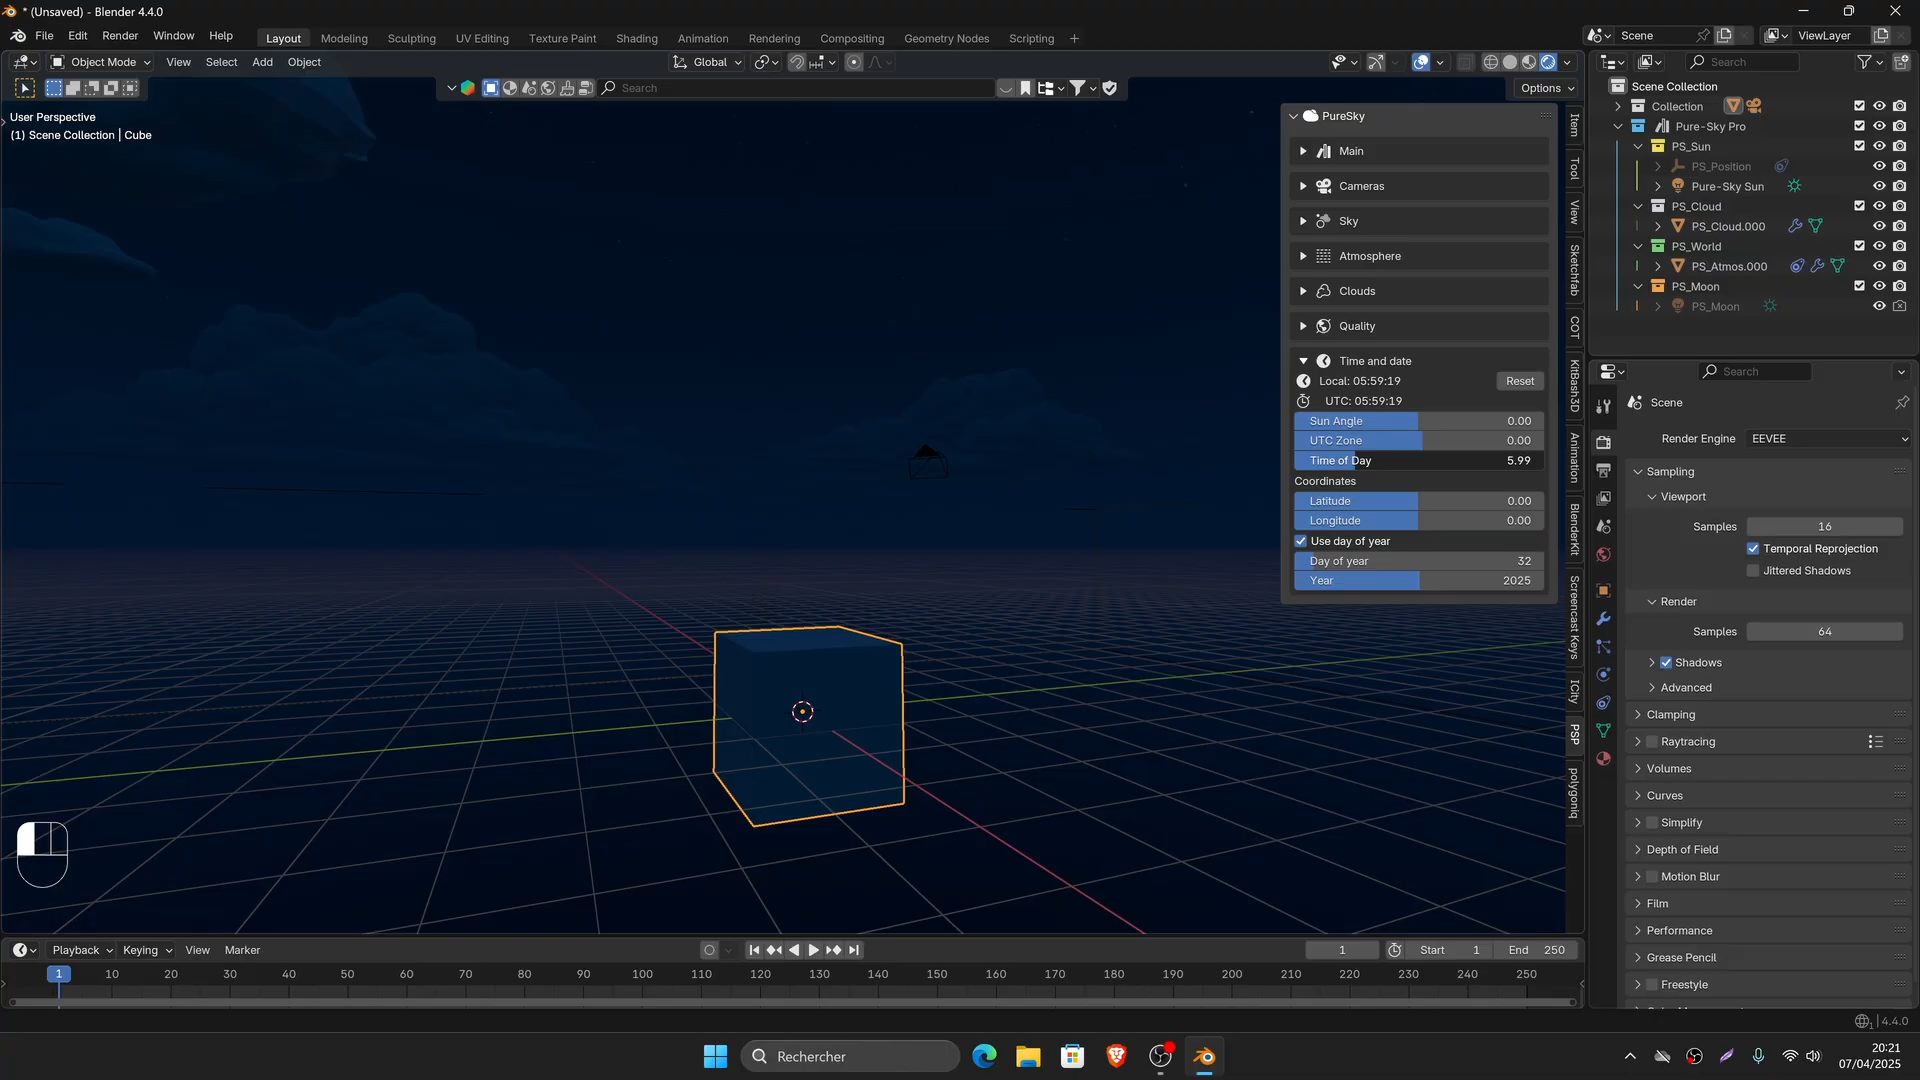 * (Unsaved) - Blender 4.4.0
File Edit Render Window Help
Layout Modeling Sculpting UV Editing Texture Paint Shading Animation Rendering Compositing Geometry Nodes Scripting +
Scene ViewLayer
Object Mode View Select Add Object
Global
Search
Search
Options
User Perspective
(1) Scene Collection | Cube
PureSky
Main
Cameras
Sky
Atmosphere
Clouds
Quality
Time and date
Local: 05:59:19 Reset
UTC: 05:59:19
Sun Angle 0.00
UTC Zone 0.00
Time of Day 5.99
Coordinates
Latitude 0.00
Longitude 0.00
Use day of year
Day of year 32
Year 2025
Item
Tool
View
Sketchfab
COT
KitBash3D
Animation
BlenderKit
Screencast Keys
ICity
PSP
polygoniq
Scene Collection
Collection
Pure-Sky Pro
PS_Sun
PS_Position
Pure-Sky Sun
PS_Cloud
PS_Cloud.000
PS_World
PS_Atmos.000
PS_Moon
PS_Moon
Search
Scene
Render Engine EEVEE
Sampling
Viewport
Samples 16
Temporal Reprojection
Jittered Shadows
Render
Samples 64
Shadows
Advanced
Clamping
Raytracing
Volumes
Curves
Simplify
Depth of Field
Motion Blur
Film
Performance
Grease Pencil
Freestyle
Playback Keying View Marker
1 Start 1 End 250
1 10 20 30 40 50 60 70 80 90 100 110 120 130 140 150 160 170 180 190 200 210 220 230 240 250
1 4.4.0
Rechercher
20:21
07/04/2025